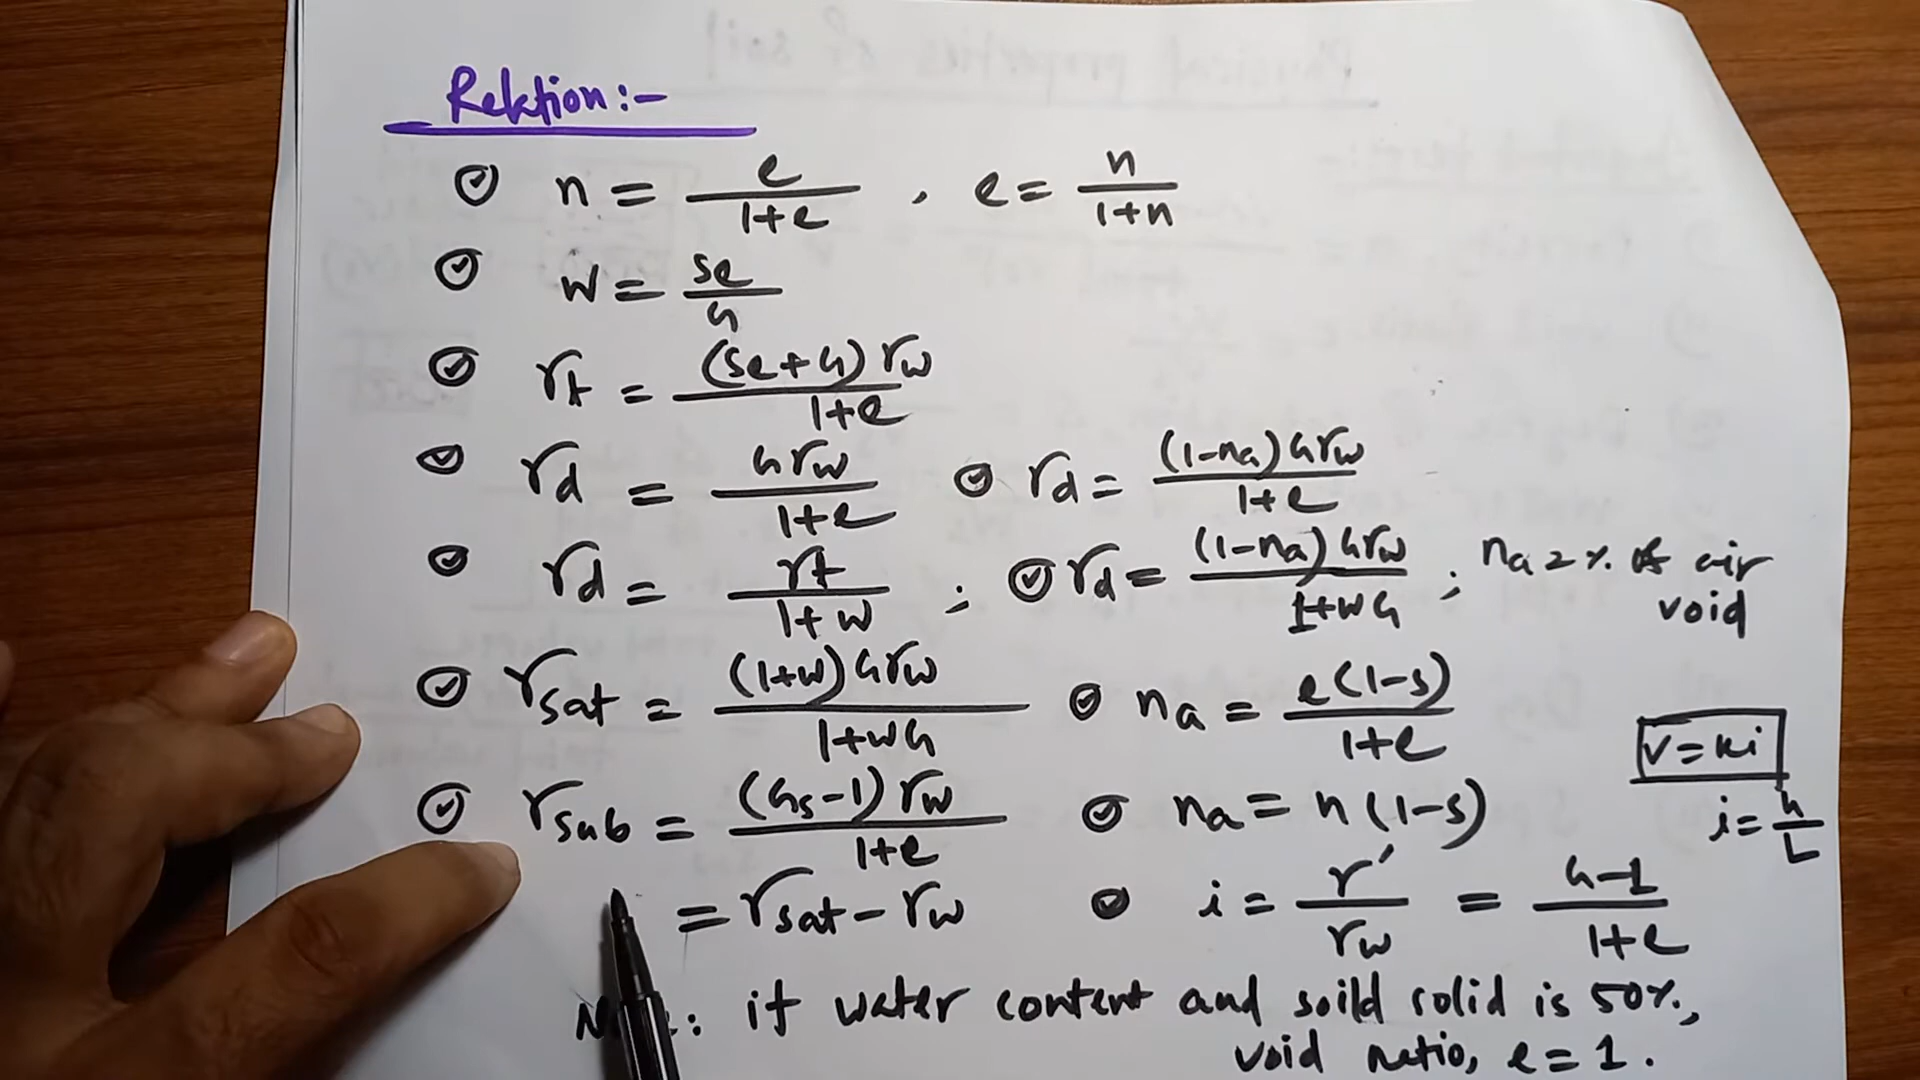 Relation:-
n = e/(1+e) , e = n/(1+n)
w = se/G
γt = (se+G)γw/(1+e)
γd = Gγw/(1+e) γd = (1-na)Gγw/(1+e)
γd = γt/(1+w) ; γd = (1-na)Gγw/(1+wG) ; na = % of air
void
γsat = (1+w)Gγw/(1+wG) na = e(1-s)/(1+e)
v = ki
γsub = (Gs-1)γw/(1+e) na = n(1-s) i = h/L
= γsat - γw i = γ'/γw = (G-1)/(1+e)
if water content and soild solid is 50%.,
void ratio, e = 1.